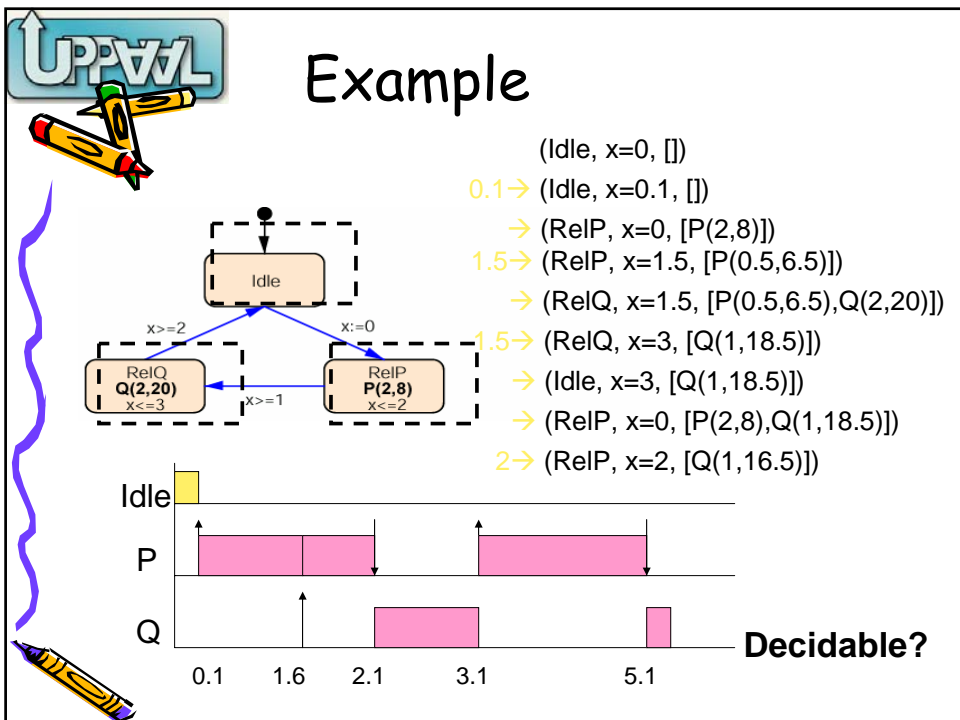 UPPAAL
Example
(Idle, x=0, [])
0.1→ (Idle, x=0.1, [])
→ (RelP, x=0, [P(2,8)])
1.5→ (RelP, x=1.5, [P(0.5,6.5)])
→ (RelQ, x=1.5, [P(0.5,6.5),Q(2,20)])
1.5→ (RelQ, x=3, [Q(1,18.5)])
→ (Idle, x=3, [Q(1,18.5)])
→ (RelP, x=0, [P(2,8),Q(1,18.5)])
2→ (RelP, x=2, [Q(1,16.5)])
Idle
x>=2
x:=0
RelQ
Q(2,20)
x<=3
x>=1
RelP
P(2,8)
x<=2
Idle
P
Q
0.1 1.6 2.1 3.1 5.1
Decidable?